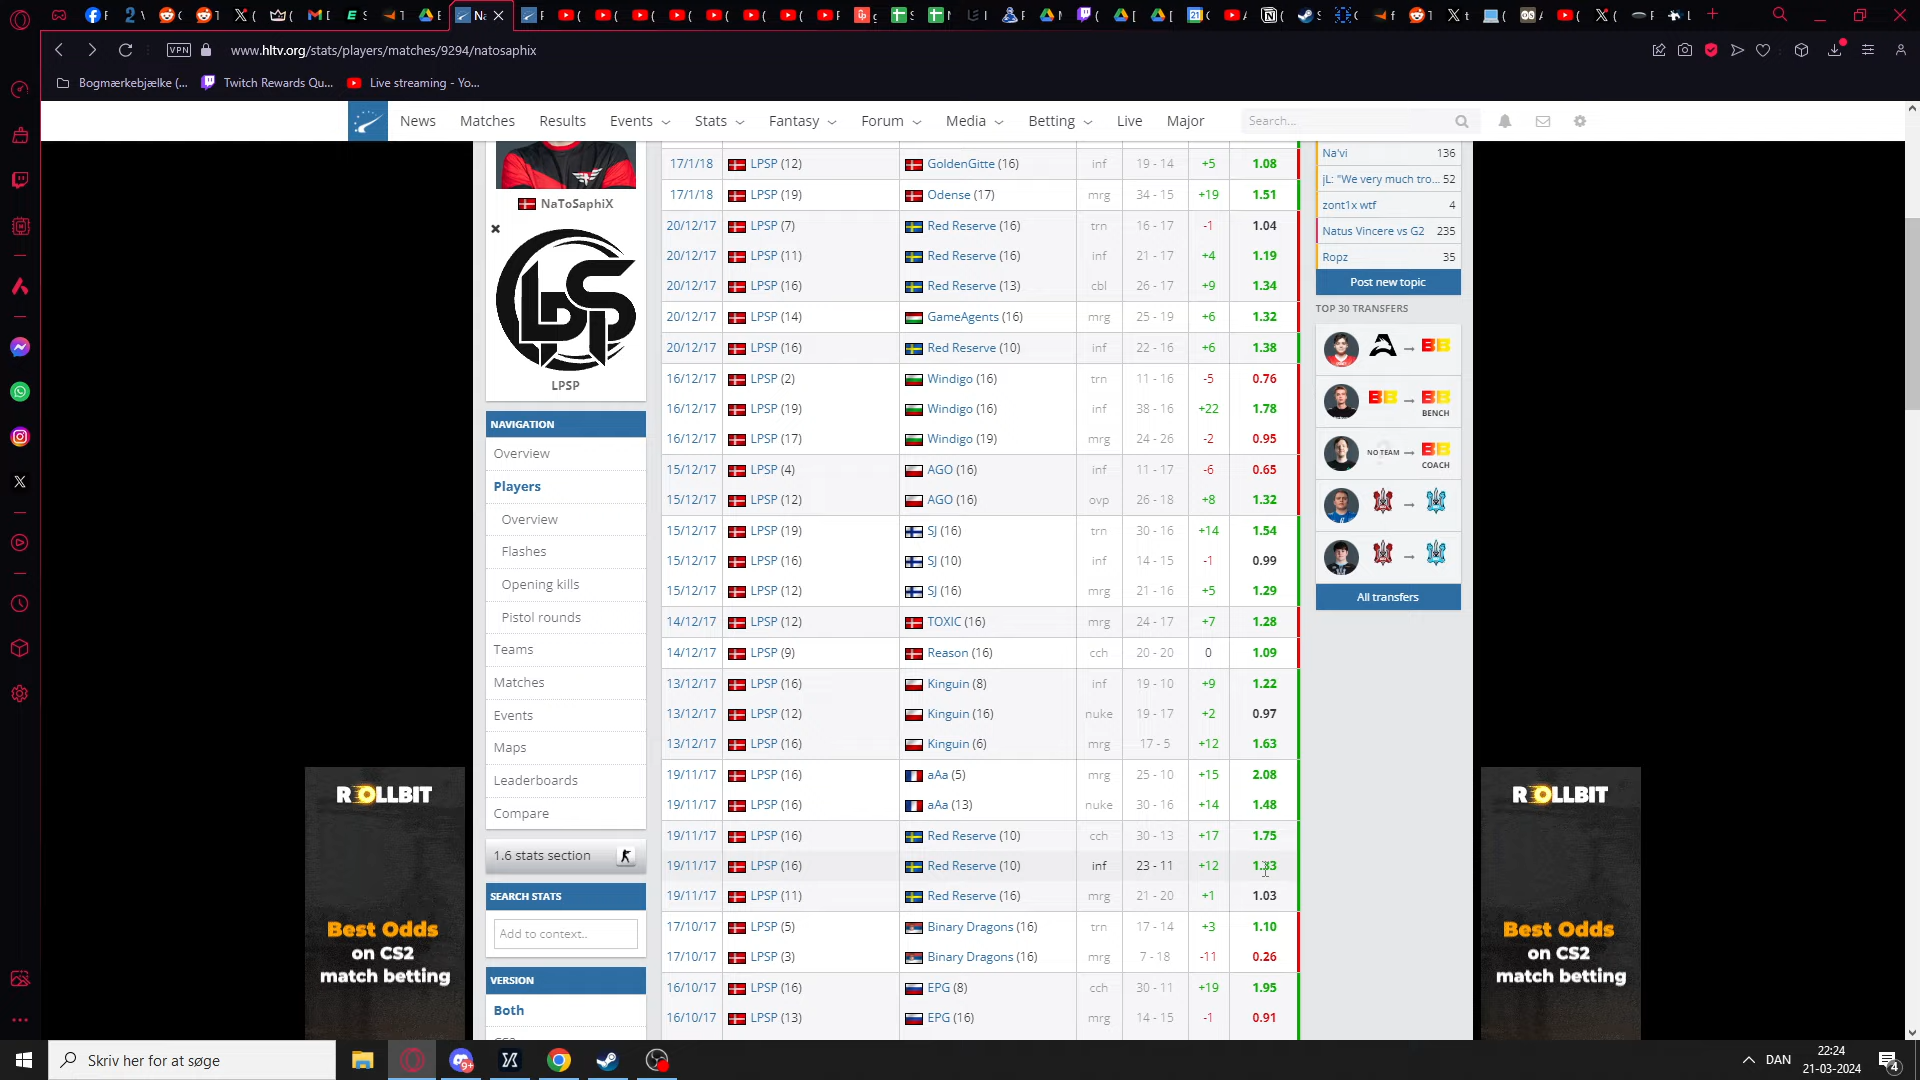 www.hltv.org/stats/players/matches/9294/natosaphix
VPN
Bogmærkebjælke (...
Twitch Rewards Qu...
Live streaming - Yo...
News Matches Results Events Stats Fantasy Forum Media Betting Live Major Search...
NaToSaphiX
LPSP
NAVIGATION
Overview
Players
Overview
Flashes
Opening kills
Pistol rounds
Teams
Matches
Events
Maps
Leaderboards
Compare
1.6 stats section
SEARCH STATS
Add to context..
VERSION
Both
17/1/18 LPSP (12) GoldenGitte (16) inf 19 - 14 +5 1.08
17/1/18 LPSP (19) Odense (17) mrg 34 - 15 +19 1.51
20/12/17 LPSP (7) Red Reserve (16) trn 16 - 17 -1 1.04
20/12/17 LPSP (11) Red Reserve (16) inf 21 - 17 +4 1.19
20/12/17 LPSP (16) Red Reserve (13) cbl 26 - 17 +9 1.34
20/12/17 LPSP (14) GameAgents (16) mrg 25 - 19 +6 1.32
20/12/17 LPSP (16) Red Reserve (10) inf 22 - 16 +6 1.38
16/12/17 LPSP (2) Windigo (16) trn 11 - 16 -5 0.76
16/12/17 LPSP (19) Windigo (16) inf 38 - 16 +22 1.78
16/12/17 LPSP (17) Windigo (19) mrg 24 - 26 -2 0.95
15/12/17 LPSP (4) AGO (16) inf 11 - 17 -6 0.65
15/12/17 LPSP (12) AGO (16) ovp 26 - 18 +8 1.32
15/12/17 LPSP (19) SJ (16) trn 30 - 16 +14 1.54
15/12/17 LPSP (16) SJ (10) inf 14 - 15 -1 0.99
15/12/17 LPSP (12) SJ (16) mrg 21 - 16 +5 1.29
14/12/17 LPSP (12) TOXIC (16) mrg 24 - 17 +7 1.28
14/12/17 LPSP (9) Reason (16) cch 20 - 20 0 1.09
13/12/17 LPSP (16) Kinguin (8) inf 19 - 10 +9 1.22
13/12/17 LPSP (12) Kinguin (16) nuke 19 - 17 +2 0.97
13/12/17 LPSP (16) Kinguin (6) mrg 17 - 5 +12 1.63
19/11/17 LPSP (16) aAa (5) mrg 25 - 10 +15 2.08
19/11/17 LPSP (16) aAa (13) nuke 30 - 16 +14 1.48
19/11/17 LPSP (16) Red Reserve (10) cch 30 - 13 +17 1.75
19/11/17 LPSP (16) Red Reserve (10) inf 23 - 11 +12
19/11/17 LPSP (11) Red Reserve (16) mrg 21 - 20 +1 1.03
17/10/17 LPSP (5) Binary Dragons (16) trn 17 - 14 +3 1.10
17/10/17 LPSP (3) Binary Dragons (16) mrg 7 - 18 -11 0.26
16/10/17 LPSP (16) EPG (8) cch 30 - 11 +19 1.95
16/10/17 LPSP (13) EPG (16) mrg 14 - 15 -1 0.91
Na'vi 136
jL: "We very much tro... 52
zont1x wtf 4
Natus Vincere vs G2 235
Ropz 35
Post new topic
TOP 30 TRANSFERS
BB
BB BB
BENCH
NO TEAM BB
COACH
All transfers
ROLLBIT
Best Odds
on CS2
match betting
ROLLBIT
Best Odds
on CS2
match betting
Skriv her for at søge
DAN
22:24
21-03-2024
4